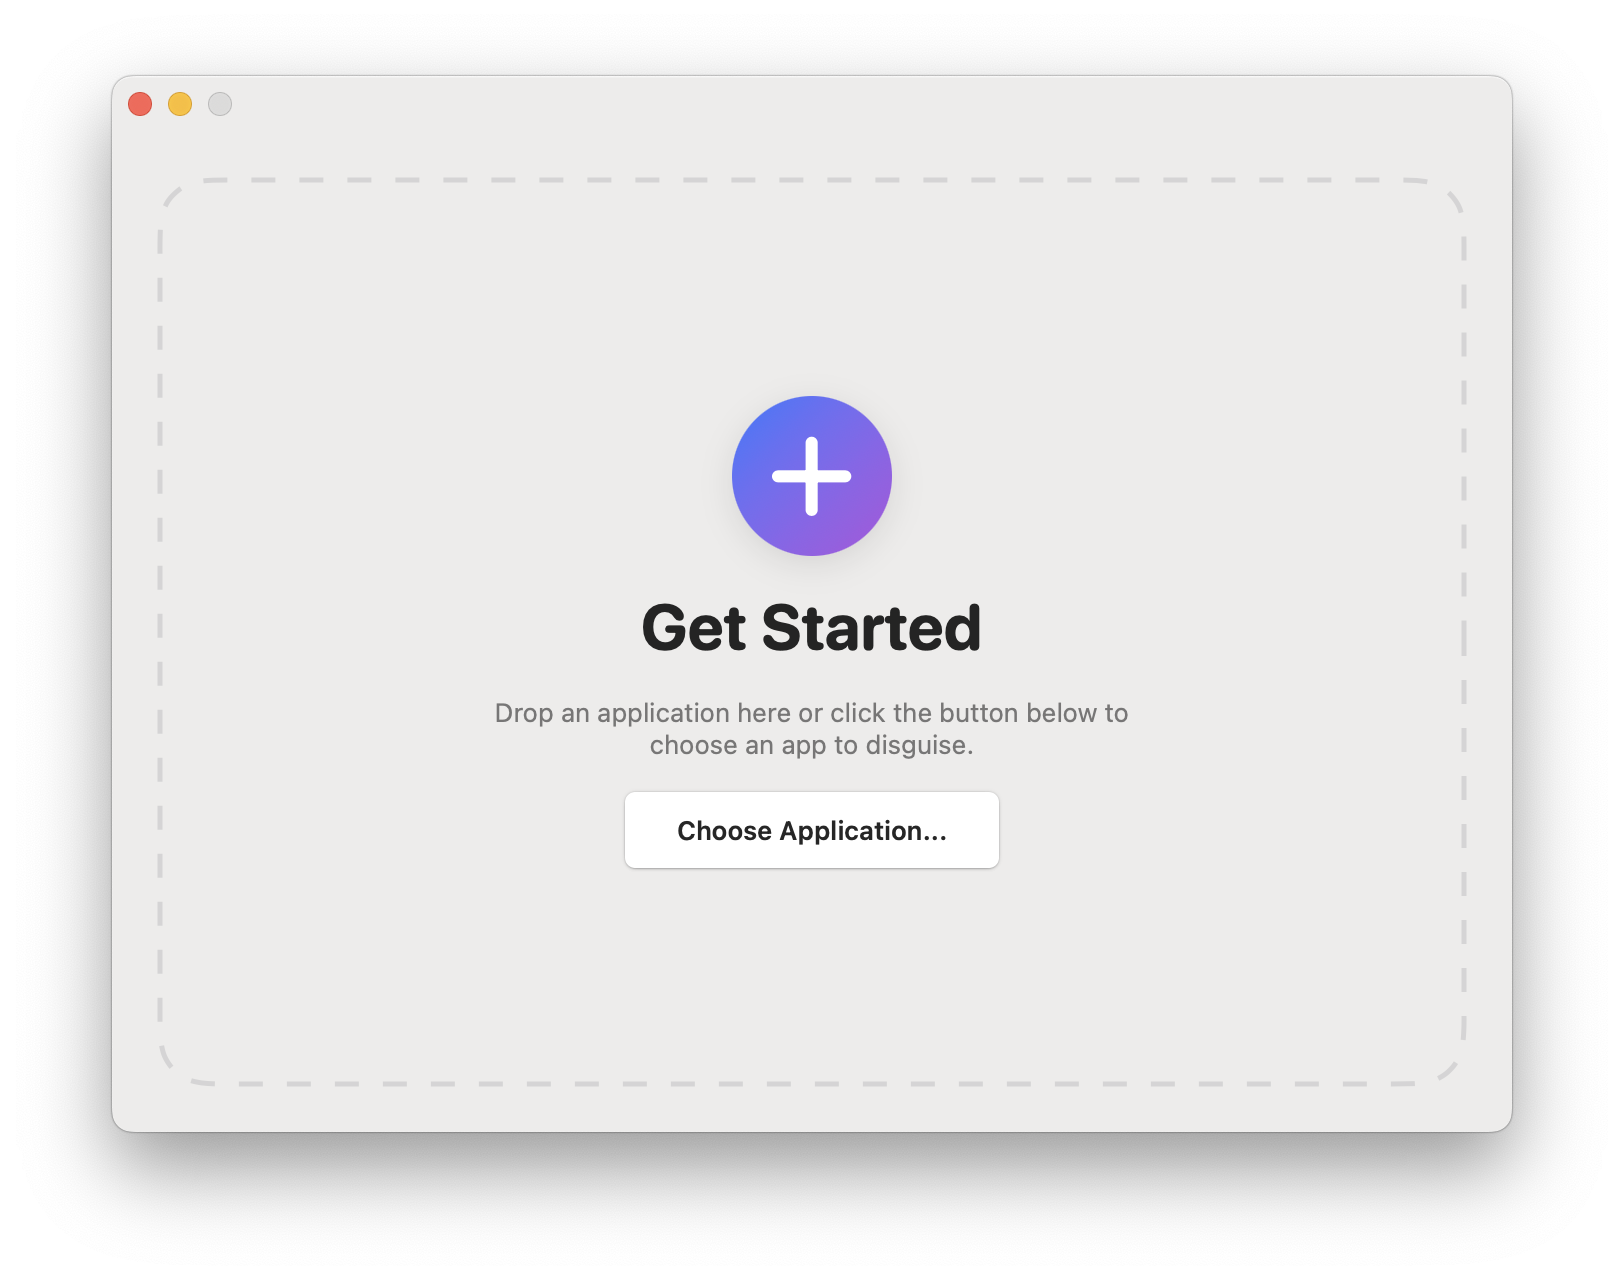 Get Started
Drop an application here or click the button below to
choose an app to disguise.
Choose Application...